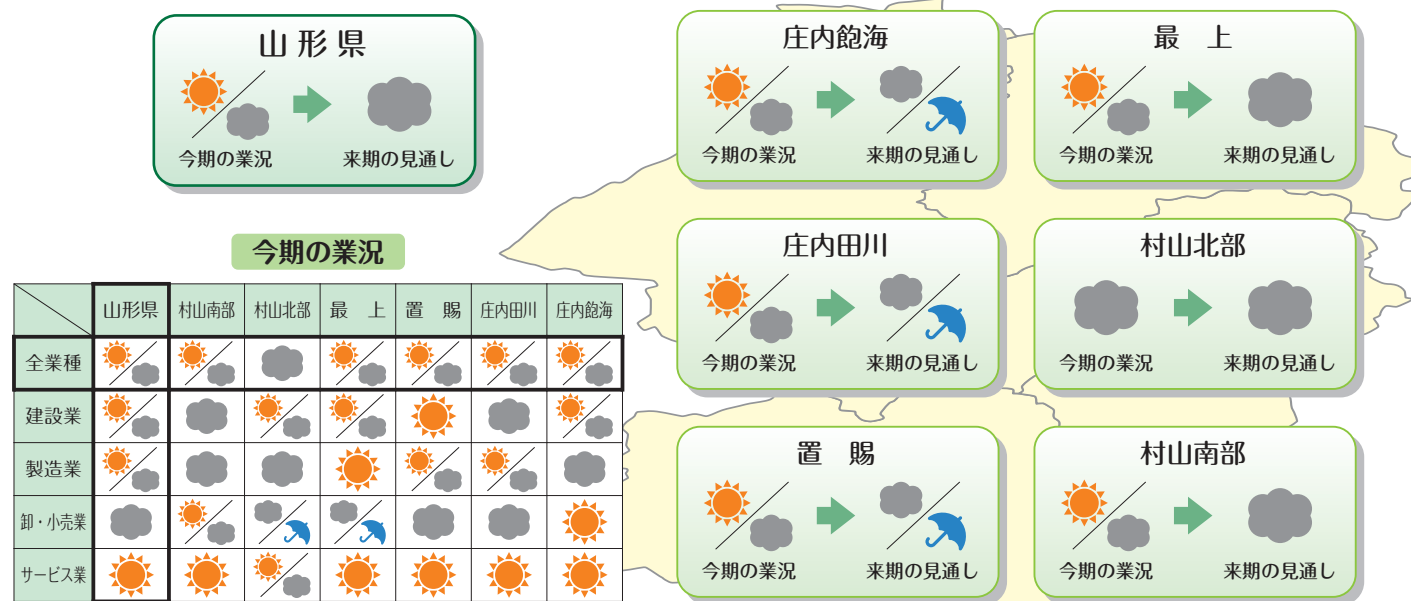 山形県
今期の業況 来期の見通し
庄内飽海
今期の業況 来期の見通し
最 上
今期の業況 来期の見通し
庄内田川
今期の業況 来期の見通し
村山北部
今期の業況 来期の見通し
置 賜
今期の業況 来期の見通し
村山南部
今期の業況 来期の見通し
今期の業況
山形県 村山南部 村山北部 最 上 置 賜 庄内田川 庄内飽海
全業種
建設業
製造業
卸・小売業
サービス業